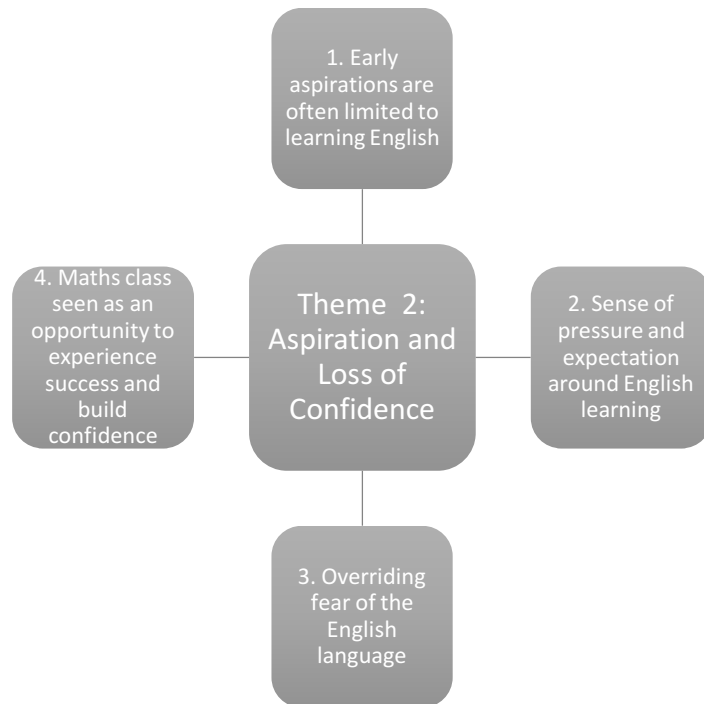 1. Early
aspirations are
often limited to
learning English
Theme 2:
Aspiration and
Loss of
Confidence
2. Sense of
pressure and
expectation
around English
learning
3. Overriding
fear of the
English
language
4. Maths class
seen as an
opportunity to
experience
success and
build
confidence